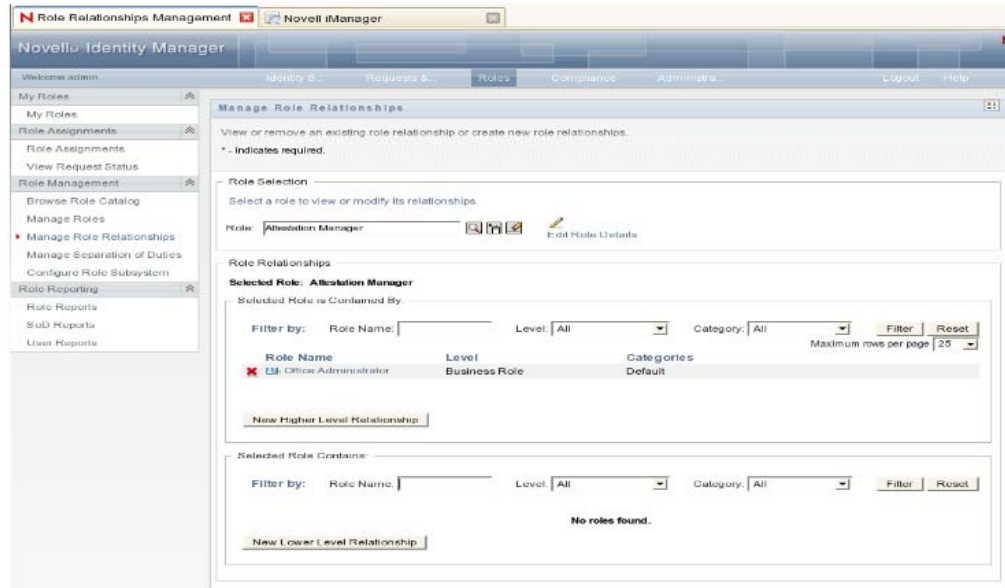 Role Relationships Management Novell iManager
Novell® Identity Manager
Welcome admin Identity S... Requests &... Roles Compliance Administra... Logout Help
My Roles
My Roles
Role Assignments
Role Assignments
View Request Status
Role Management
Browse Role Catalog
Manage Roles
Manage Role Relationships
Manage Separation of Duties
Configure Role Subsystem
Role Reporting
Role Reports
SoD Reports
User Reports
Manage Role Relationships
View or remove an existing role relationship or create new role relationships.
* - indicates required.
Role Selection
Select a role to view or modify its relationships.
Role: Attestation Manager Edit Role Details
Role Relationships
Selected Role: Attestation Manager
Selected Role is Contained By:
Filter by: Role Name: Level: All Category: All Filter Reset
Maximum rows per page 25
Role Name Level Categories
Office Administrator Business Role Default
New Higher Level Relationship
Selected Role Contains:
Filter by: Role Name: Level: All Category: All Filter Reset
No roles found.
New Lower Level Relationship